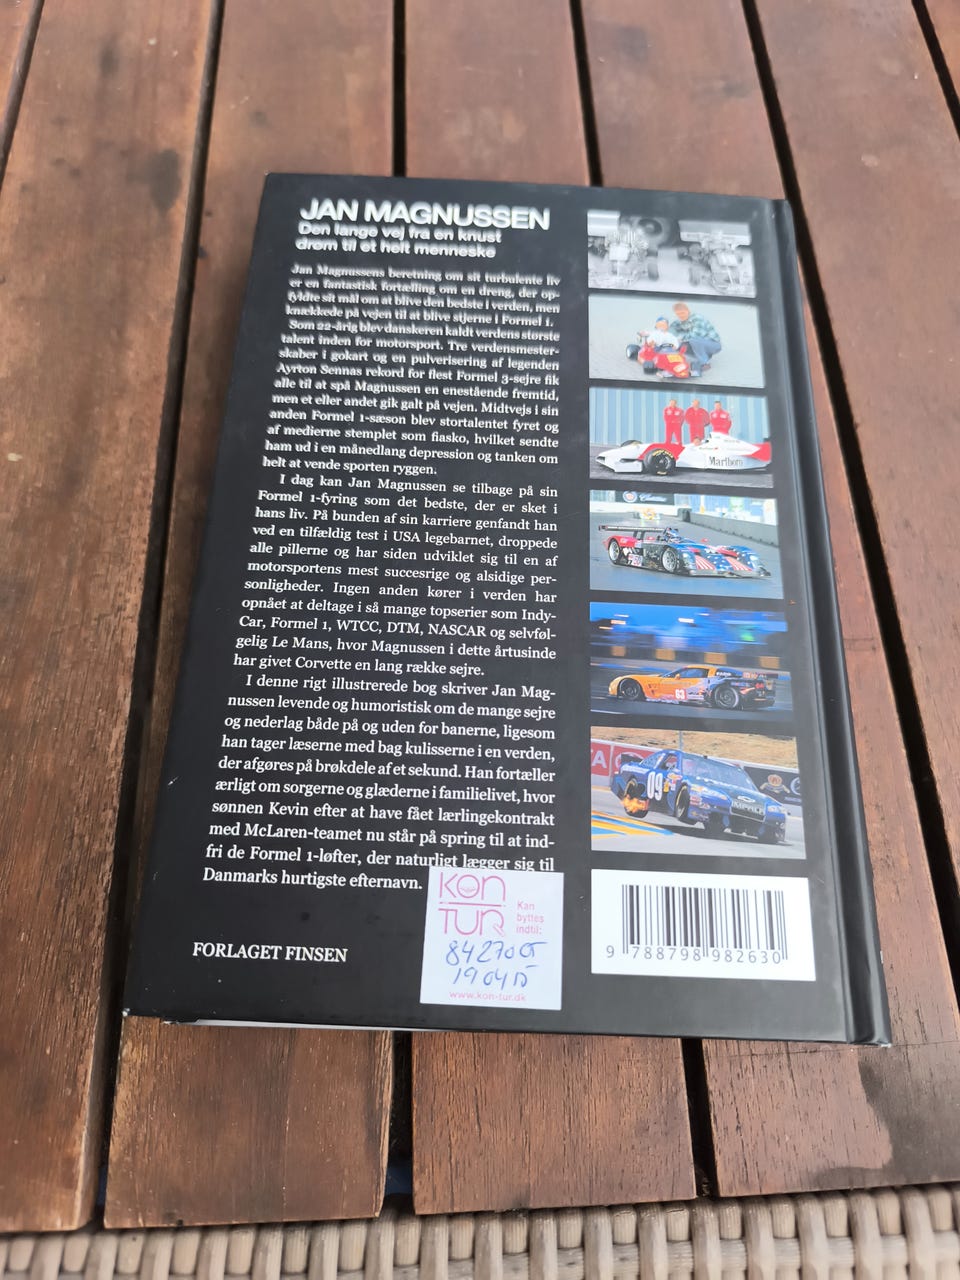 JAN MAGNUSSEN
Den lange vej fra en knust
drøm til et helt menneske
Jan Magnussens beretning om sit turbulente liv
er en fantastisk fortælling om en dreng, der op-
fyldte sit mål om at blive den bedste i verden, men
knækkede på vejen til at blive stjerne i Formel 1.
Som 22-årig blev danskeren kaldt verdens største
talent inden for motorsport. Tre verdensmester-
skaber i gokart og en pulverisering af legenden
Ayrton Sennas rekord for flest Formel 3-sejre fik
alle til at spå Magnussen en enestående fremtid,
men et eller andet gik galt på vejen. Midtvejs i sin
anden Formel 1-sæson blev stortalentet fyret og
af medierne stemplet som fiasko, hvilket sendte
ham ud i en månedlang depression og tanken om
helt at vende sporten ryggen.
I dag kan Jan Magnussen se tilbage på sin
Formel 1-fyring som det bedste, der er sket i
hans liv. På bunden af sin karriere genfandt han
ved en tilfældig test i USA legebarnet, droppede
alle pillerne og har siden udviklet sig til en af
motorsportens mest succesrige og alsidige per-
sonligheder. Ingen anden kører i verden har
opnået at deltage i så mange topserier som Indy-
Car, Formel 1, WTCC, DTM, NASCAR og selvføl-
gelig Le Mans, hvor Magnussen i dette årtusinde
har givet Corvette en lang række sejre.
I denne rigt illustrerede bog skriver Jan Mag-
nussen levende og humoristisk om de mange sejre
og nederlag både på og uden for banerne, ligesom
han tager læserne med bag kulisserne i en verden,
der afgøres på brøkdele af et sekund. Han fortæller
ærligt om sorgerne og glæderne i familielivet, hvor
sønnen Kevin efter at have fået lærlingekontrakt
med McLaren-teamet nu står på spring til at ind-
fri de Formel 1-løfter, der naturligt lægger sig til
Danmarks hurtigste efternavn.
FORLAGET FINSEN
KON
TUR
Kan
byttes
indtil:
190415
www.kon-tur.dk
Marlboro
63
09
IMPALA
9 788798 982630